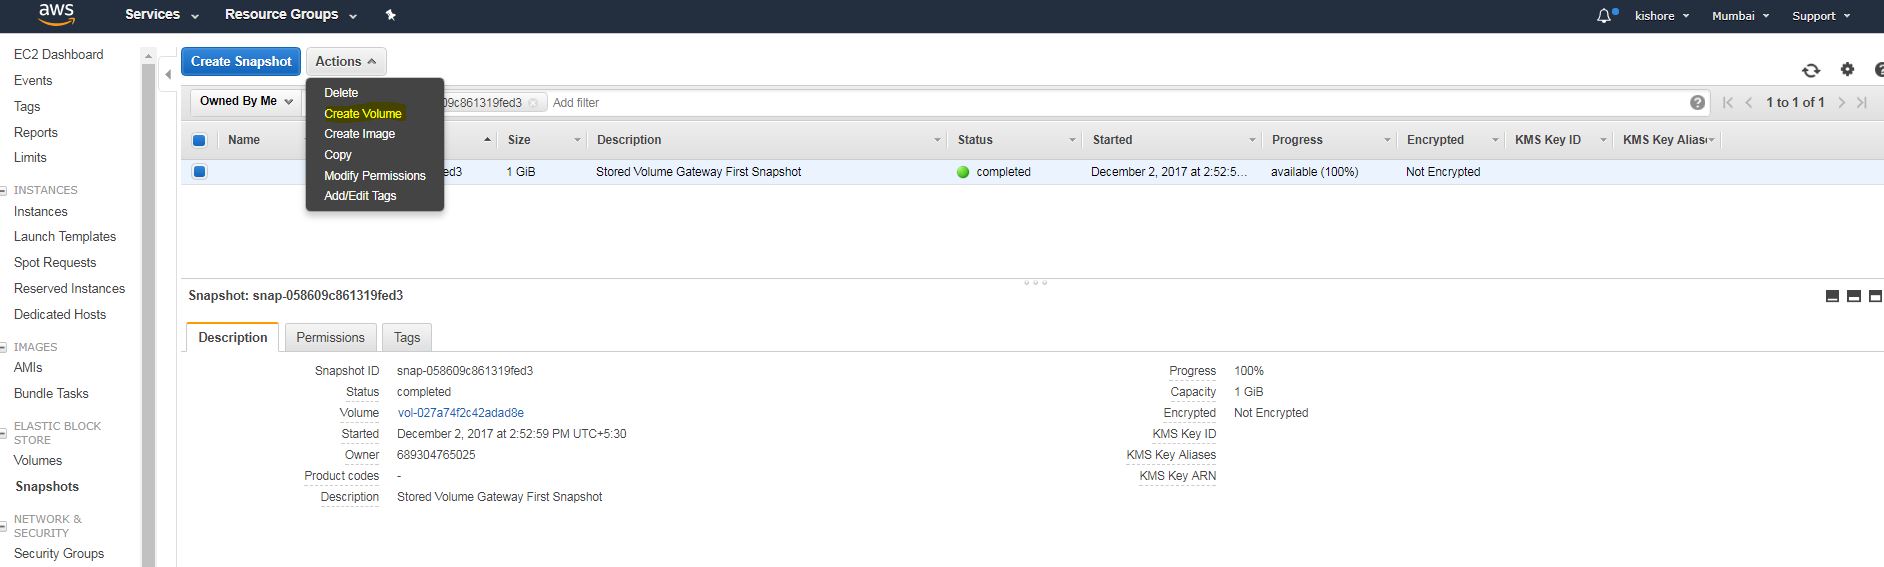 aws Services Resource Groups kishore Mumbai Support
EC2 Dashboard
Events
Tags
Reports
Limits
INSTANCES
Instances
Launch Templates
Spot Requests
Reserved Instances
Dedicated Hosts
IMAGES
AMIs
Bundle Tasks
ELASTIC BLOCK
STORE
Volumes
Snapshots
NETWORK &
SECURITY
Security Groups
Create Snapshot Actions
Delete
Create Volume
Create Image
Copy
Modify Permissions
Add/Edit Tags
Owned By Me 09c861319fed3 Add filter 1 to 1 of 1
Name Size Description Status Started Progress Encrypted KMS Key ID KMS Key Alias
ed3 1 GiB Stored Volume Gateway First Snapshot completed December 2, 2017 at 2:52:5... available (100%) Not Encrypted
Snapshot: snap-058609c861319fed3
Description Permissions Tags
Snapshot ID snap-058609c861319fed3 Progress 100%
Status completed Capacity 1 GiB
Volume vol-027a74f2c42adad8e Encrypted Not Encrypted
Started December 2, 2017 at 2:52:59 PM UTC+5:30 KMS Key ID
Owner 689304765025 KMS Key Aliases
Product codes - KMS Key ARN
Description Stored Volume Gateway First Snapshot